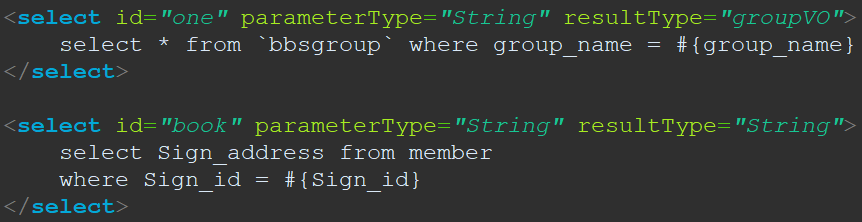 <select id="one" parameterType="String" resultType="groupVO">
select * from `bbsgroup` where group_name = #{group_name}
</select>
<select id="book" parameterType="String" resultType="String">
select Sign_address from member
where Sign_id = #{Sign_id}
</select>